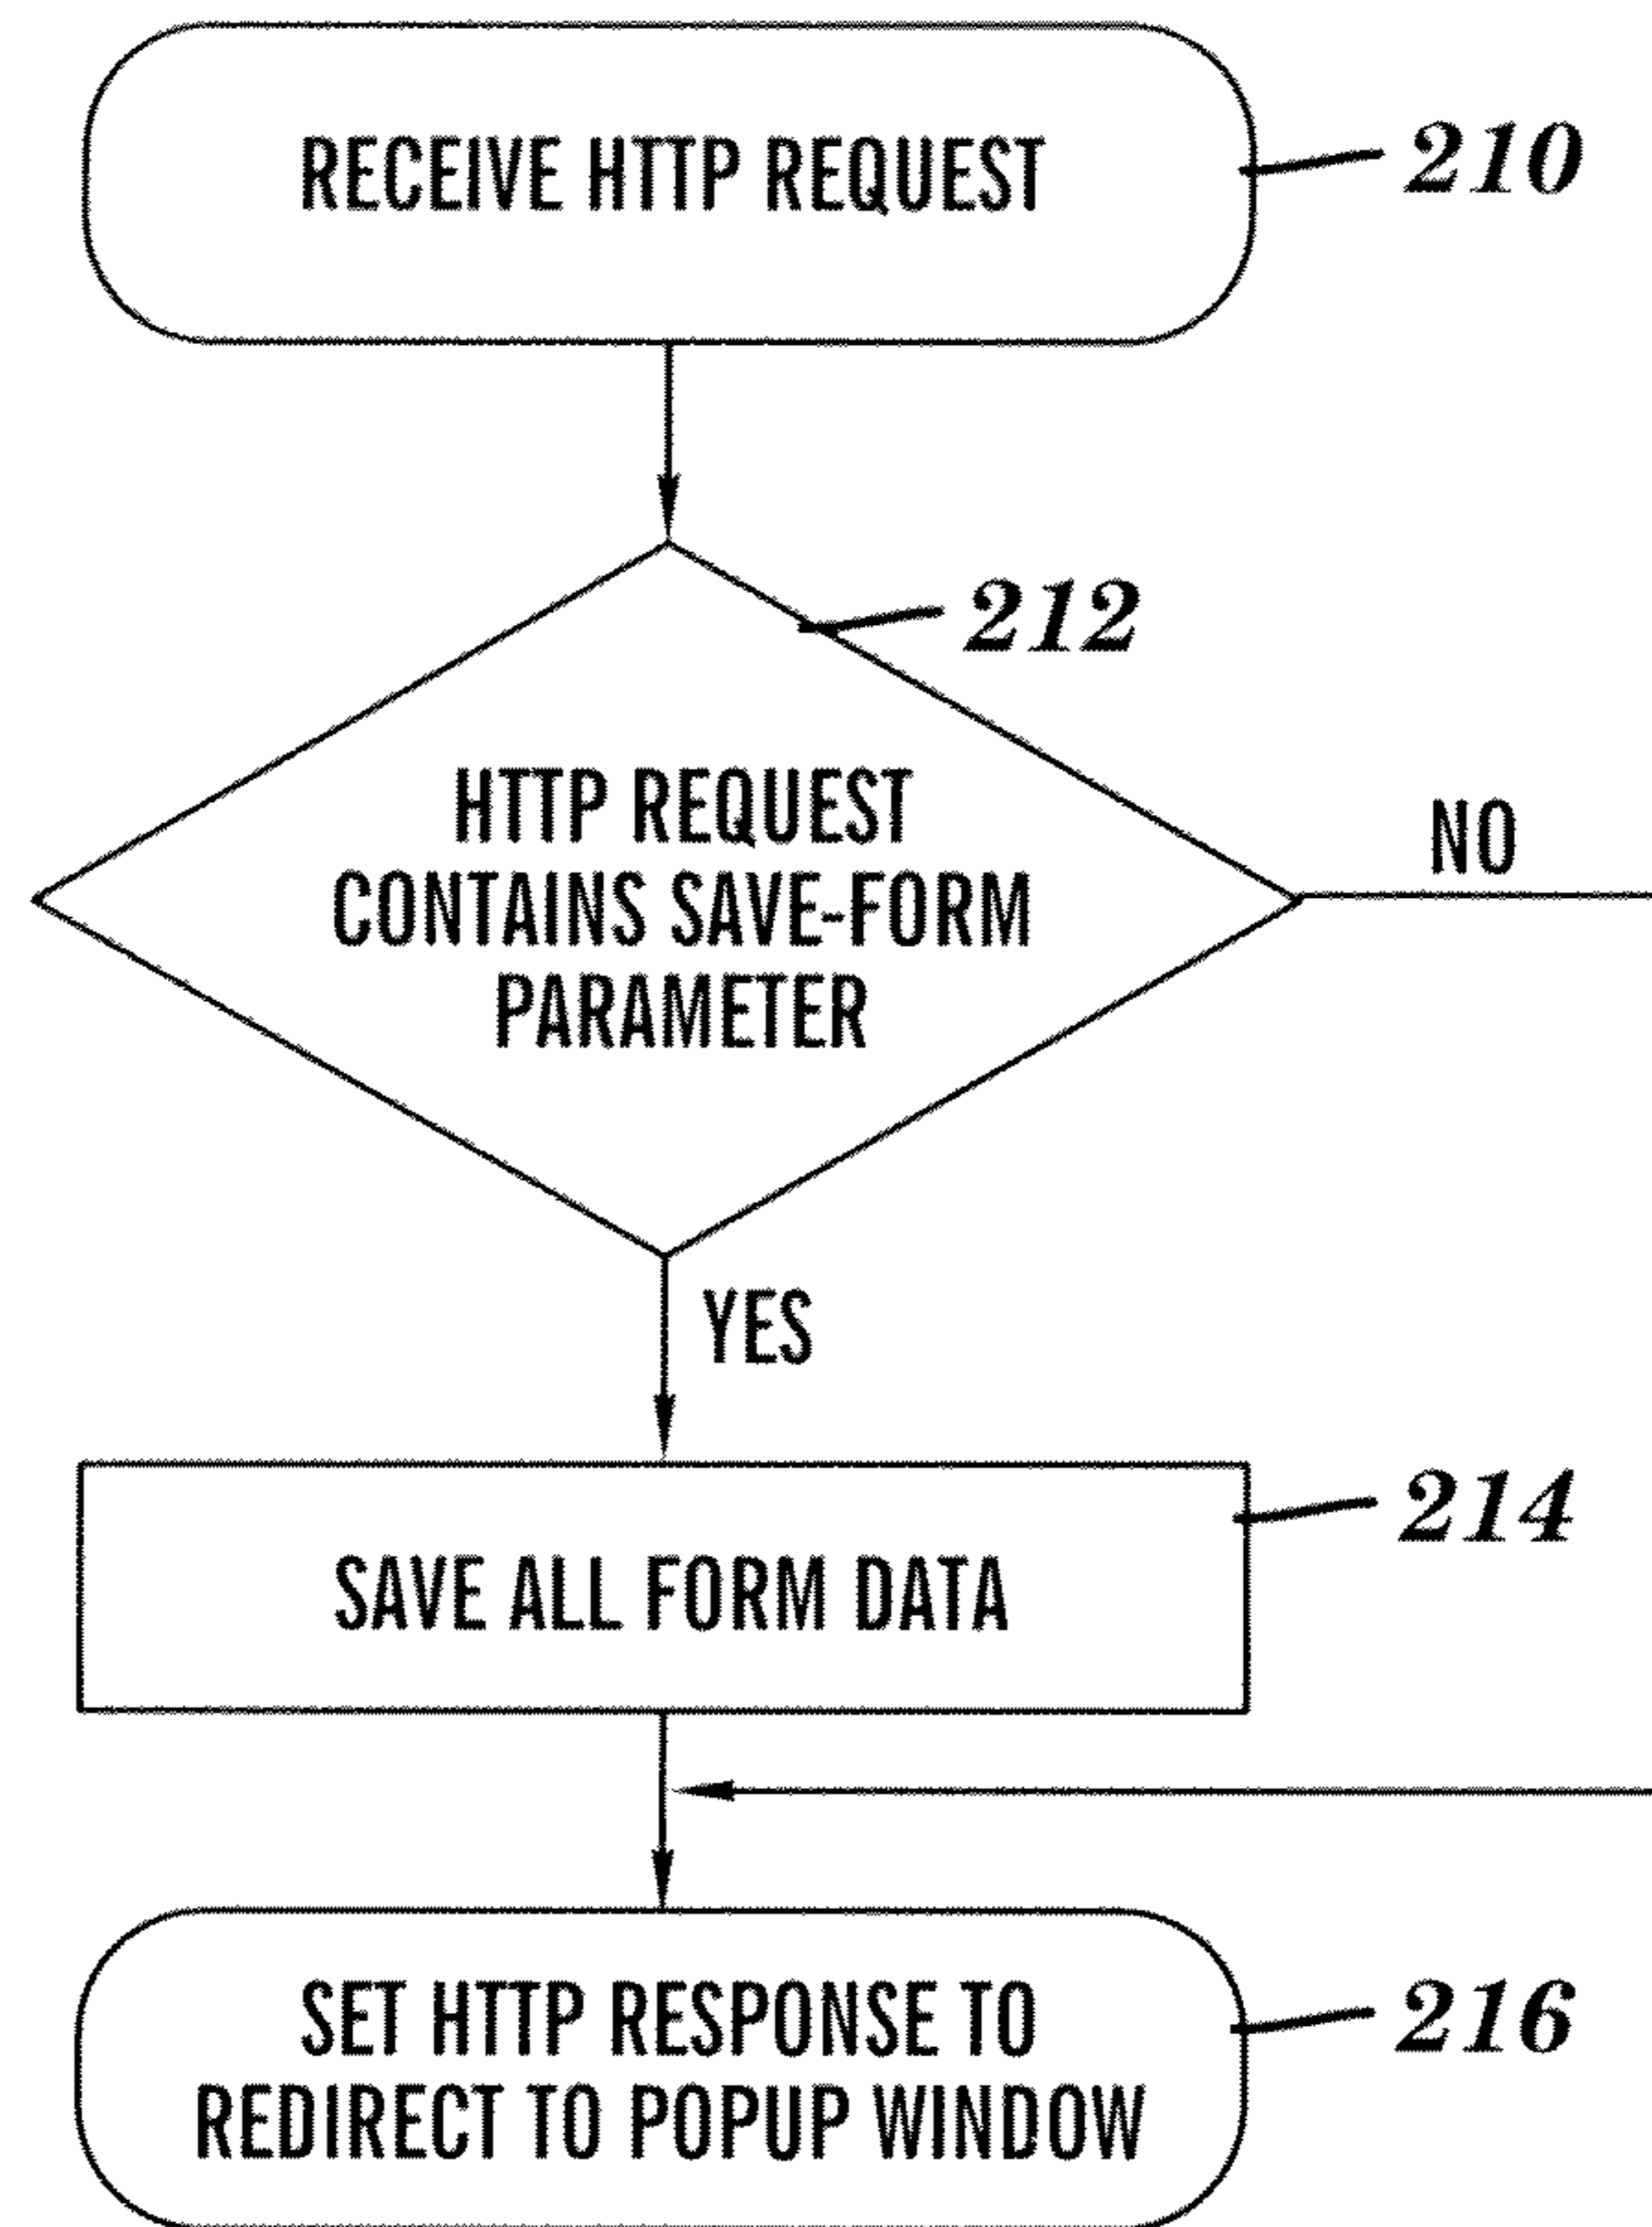 RECEIVE HTTP REQUEST
210
212
HTTP REQUEST
CONTAINS SAVE-FORM
PARAMETER
NO
YES
214
SAVE ALL FORM DATA
SET HTTP RESPONSE TO
REDIRECT TO POPUP WINDOW
216